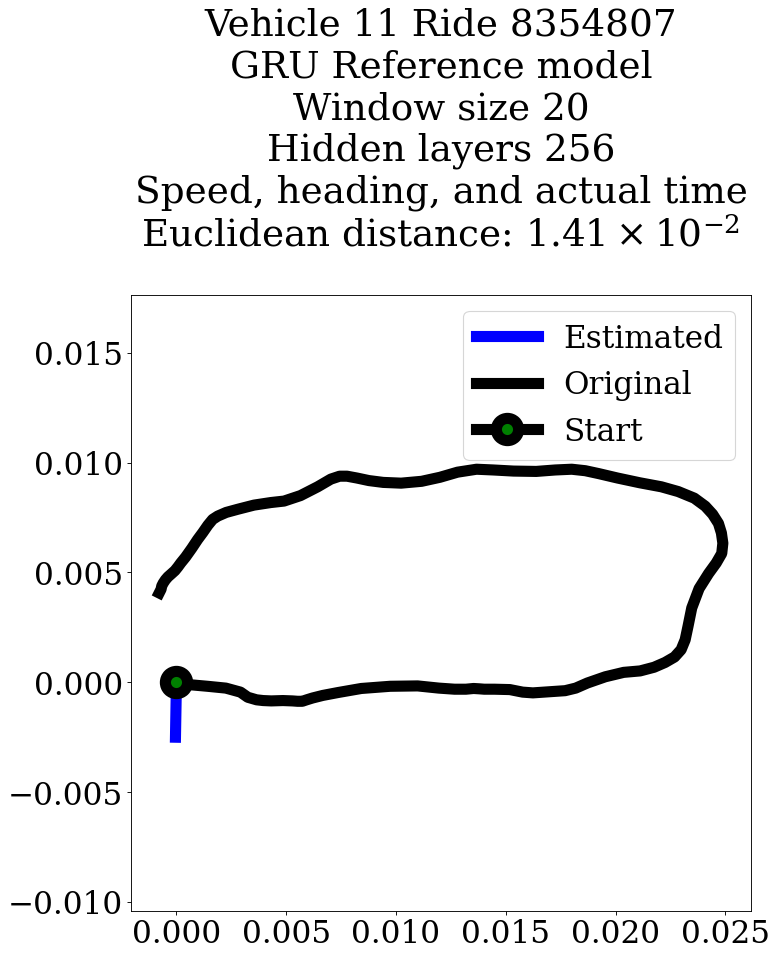 Vehicle 11 Ride 8354807
GRU Reference model
Window size 20
Hidden layers 256
Speed, heading, and actual time
Euclidean distance: 1.41 × 10⁻²
Estimated
Original
Start
0.015
0.010
0.005
0.000
−0.005
−0.010
0.000 0.005 0.010 0.015 0.020 0.025